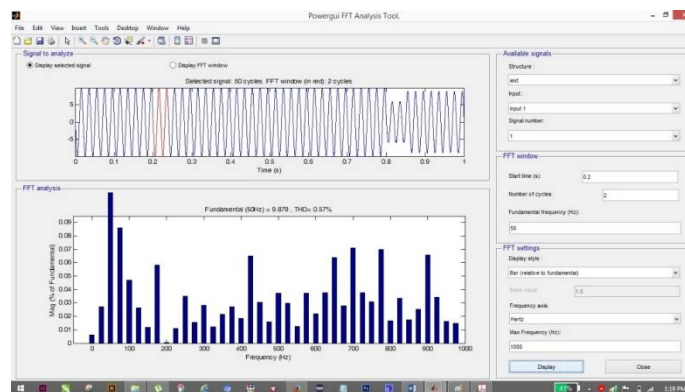 Powergui FFT Analysis Tool.
File Edit View Insert Tools Desktop Window Help
Signal to analyze
Display selected signal
Display FFT window
Selected signal: 50 cycles. FFT window (in red): 2 cycles
5
0
-5
0 0.1 0.2 0.3 0.4 0.5 0.6 0.7 0.8 0.9 1
Time (s)
FFT analysis
Fundamental (50Hz) = 9.879 , THD= 0.57%
0.09
0.08
0.07
0.06
0.05
0.04
0.03
0.02
0.01
0
Mag (% of Fundamental)
0 100 200 300 400 500 600 700 800 900 1000
Frequency (Hz)
Available signals
Structure :
Input :
input 1
Signal number:
1
FFT window
Start time (s):
0.2
Number of cycles:
2
Fundamental frequency (Hz):
50
FFT settings
Display style :
Bar (relative to fundamental)
Base value
1.0
Frequency axis:
Hertz
Max Frequency (Hz):
1000
Display
Close
5:19 PM